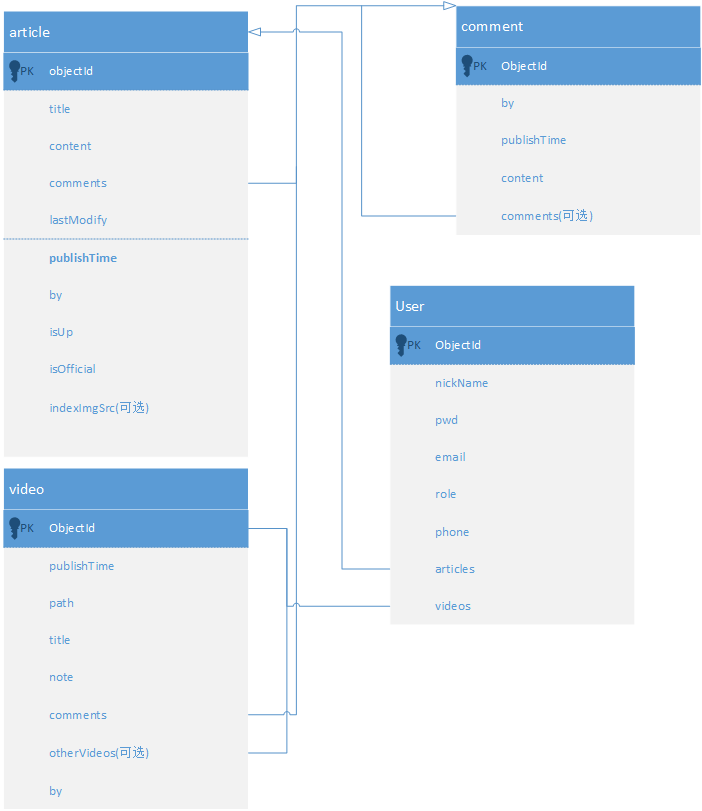 article
PK objectId
title
content
comments
lastModify
publishTime
by
isUp
isOfficial
indexImgSrc(可选)
comment
PK ObjectId
by
publishTime
content
comments(可选)
User
PK ObjectId
nickName
pwd
email
role
phone
articles
videos
video
PK ObjectId
publishTime
path
title
note
comments
otherVideos(可选)
by